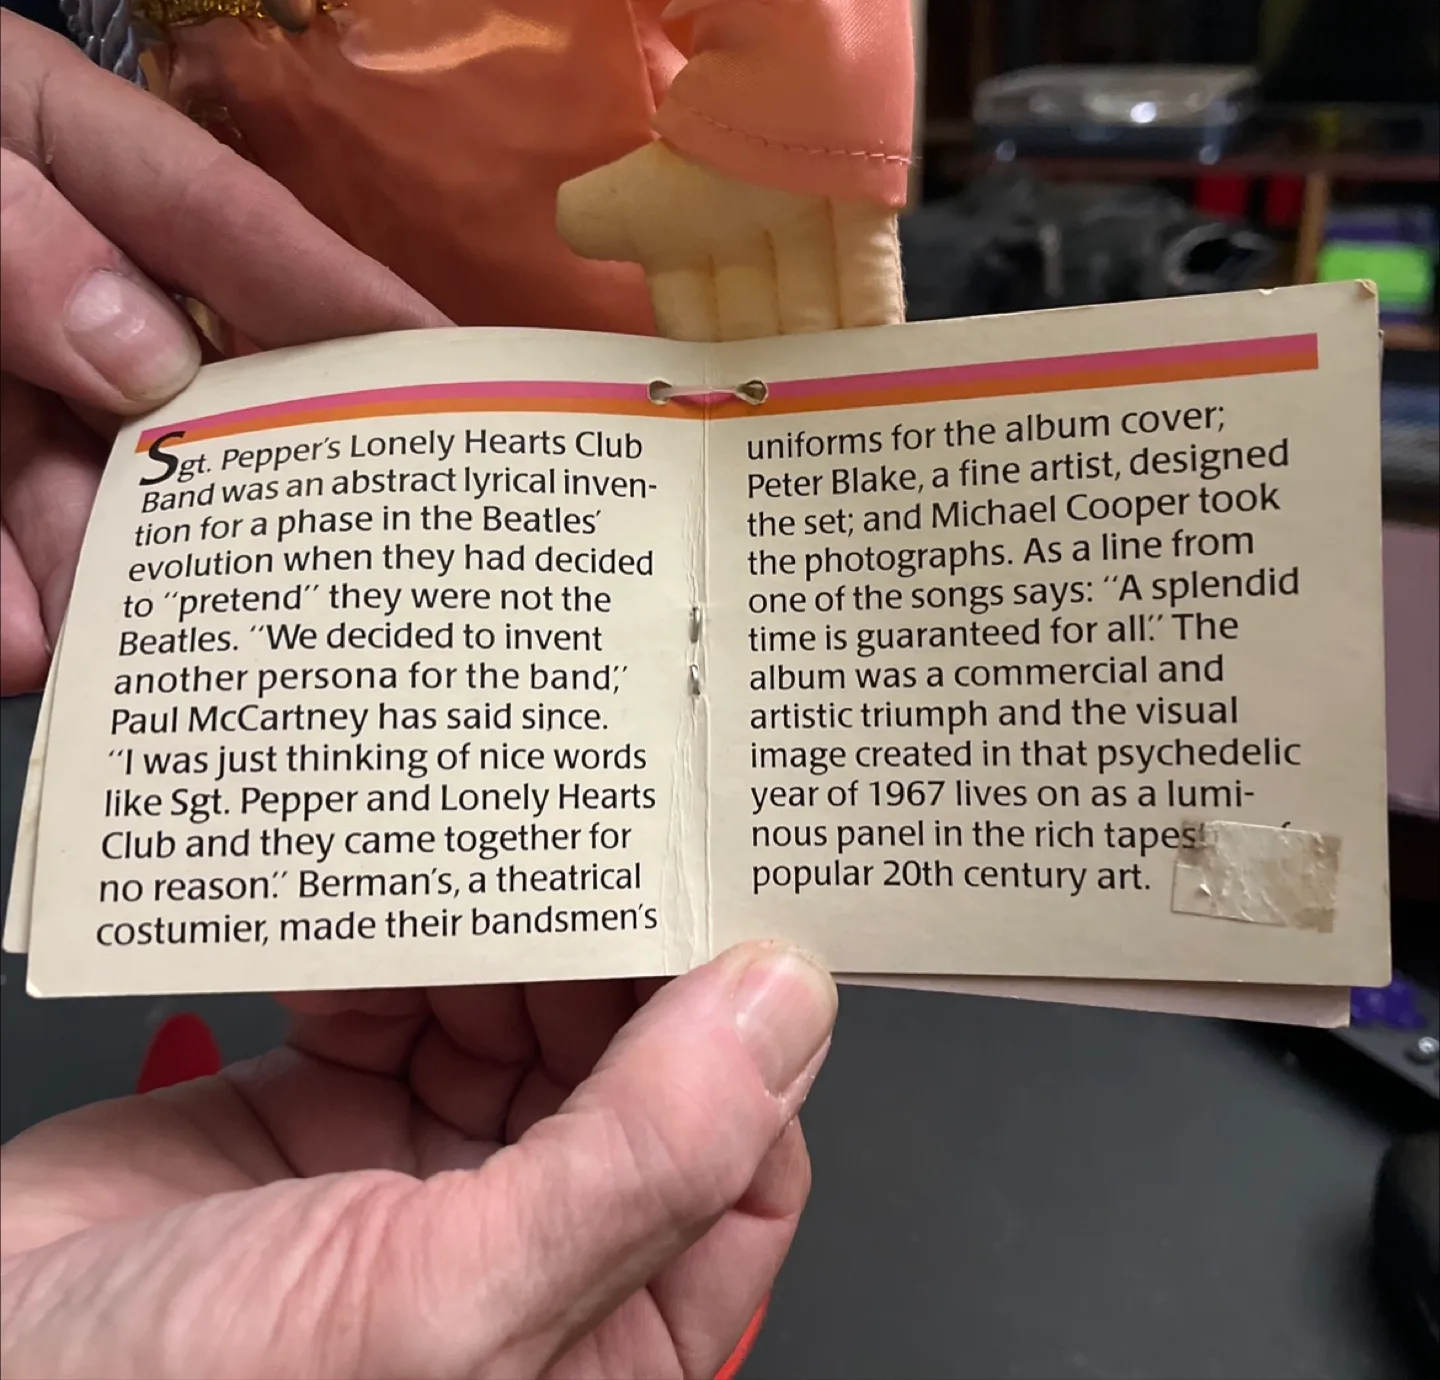 Sgt. Pepper's Lonely Hearts Club
Band was an abstract lyrical inven-
tion for a phase in the Beatles'
evolution when they had decided
to "pretend" they were not the
Beatles. "We decided to invent
another persona for the band,"
Paul McCartney has said since.
"I was just thinking of nice words
like Sgt. Pepper and Lonely Hearts
Club and they came together for
no reason." Berman's, a theatrical
costumier, made their bandsmen's
uniforms for the album cover;
Peter Blake, a fine artist, designed
the set; and Michael Cooper took
the photographs. As a line from
one of the songs says: "A splendid
time is guaranteed for all." The
album was a commercial and
artistic triumph and the visual
image created in that psychedelic
year of 1967 lives on as a lumi-
nous panel in the rich
popular 20th century art.